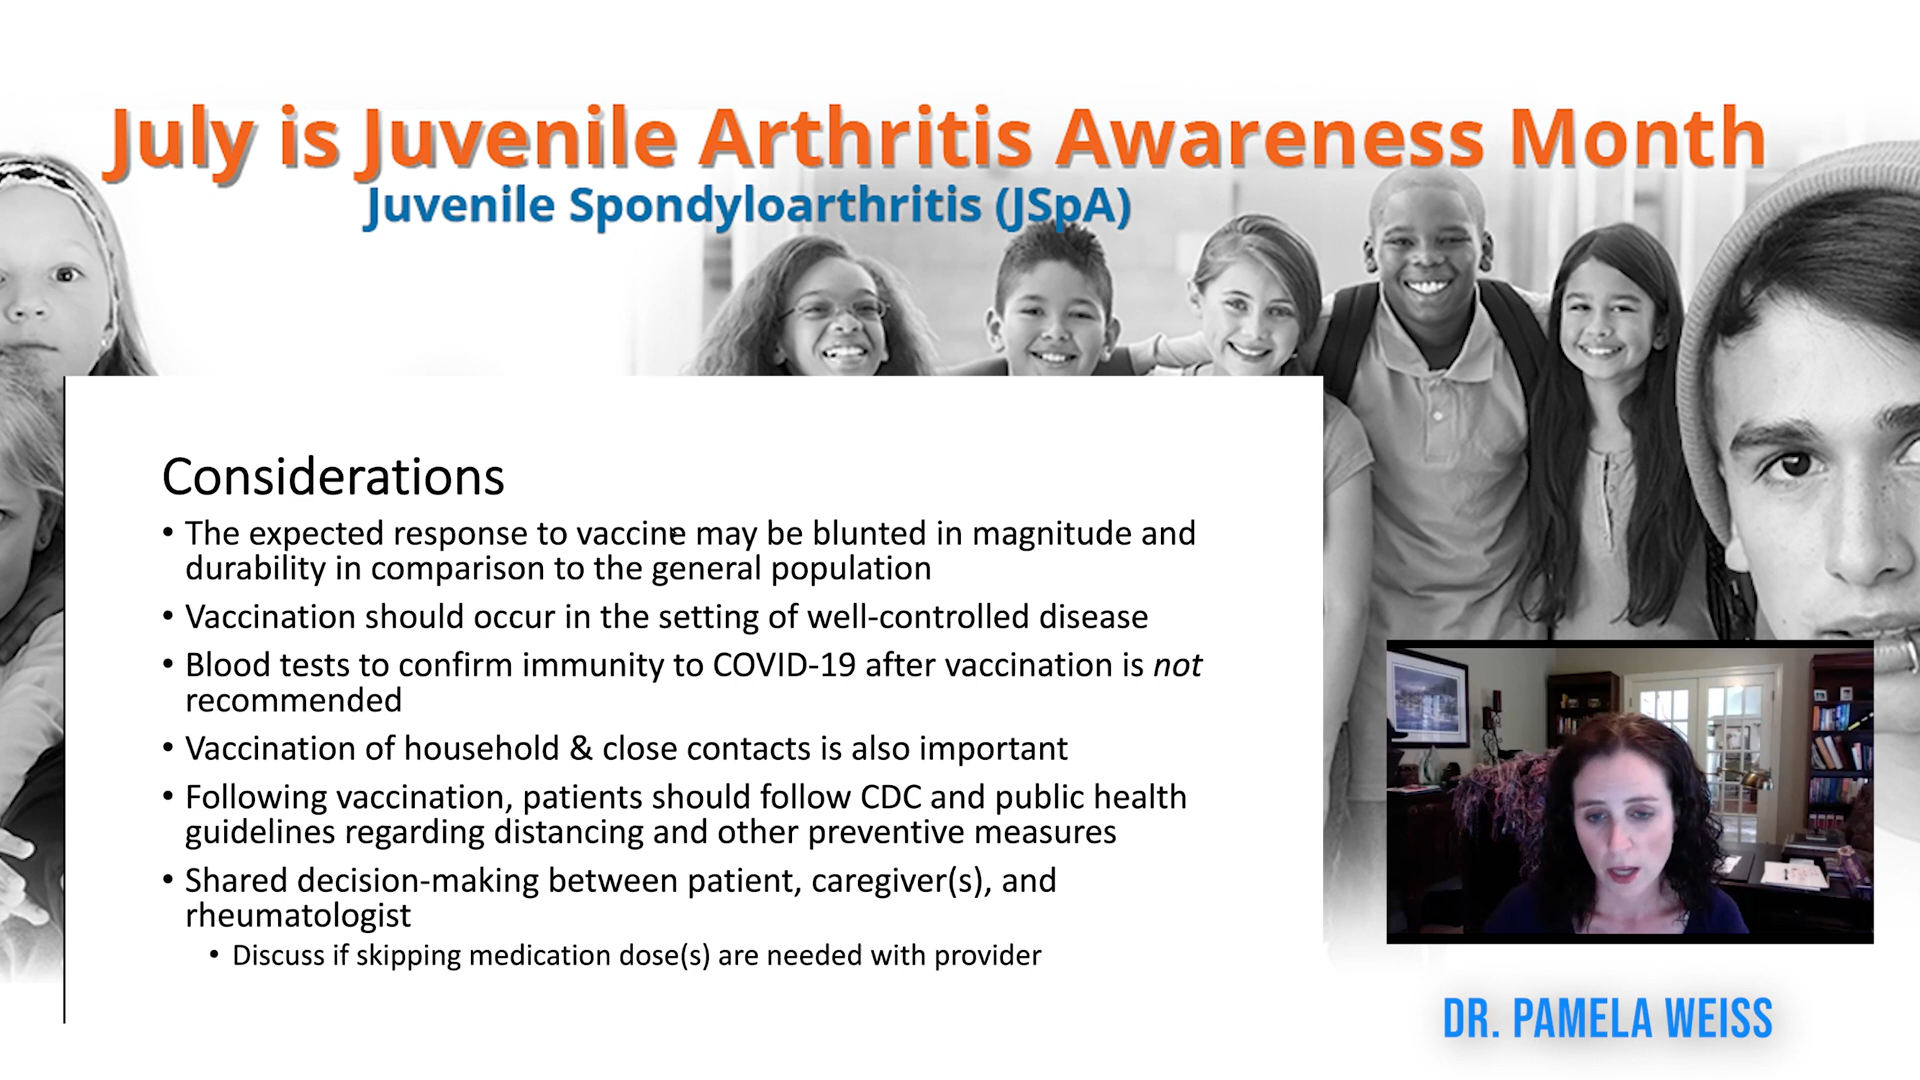 July is Juvenile Arthritis Awareness Month
Juvenile Spondyloarthritis (JSpA)
Considerations
• The expected response to vaccine may be blunted in magnitude and
durability in comparison to the general population
• Vaccination should occur in the setting of well-controlled disease
• Blood tests to confirm immunity to COVID-19 after vaccination is not
recommended
• Vaccination of household & close contacts is also important
• Following vaccination, patients should follow CDC and public health
guidelines regarding distancing and other preventive measures
• Shared decision-making between patient, caregiver(s), and
rheumatologist
• Discuss if skipping medication dose(s) are needed with provider
DR. PAMELA WEISS